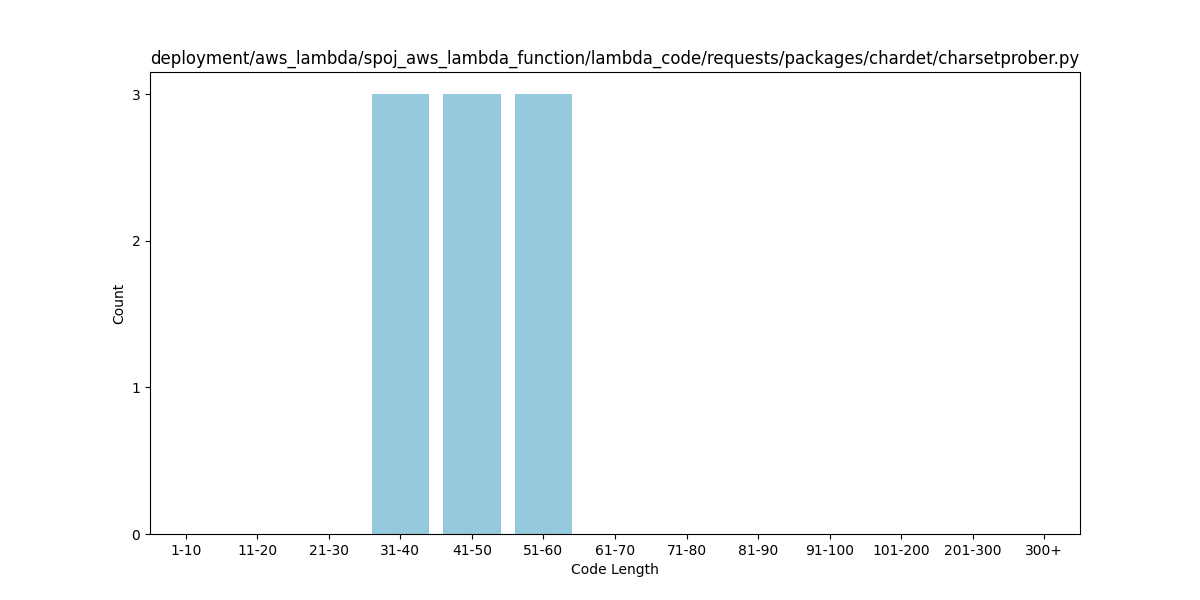 deployment/aws_lambda/spoj_aws_lambda_function/lambda_code/requests/packages/chardet/charsetprober.py
3
2
1
0
Count
1-10 11-20 21-30 31-40 41-50 51-60 61-70 71-80 81-90 91-100 101-200 201-300 300+
Code Length